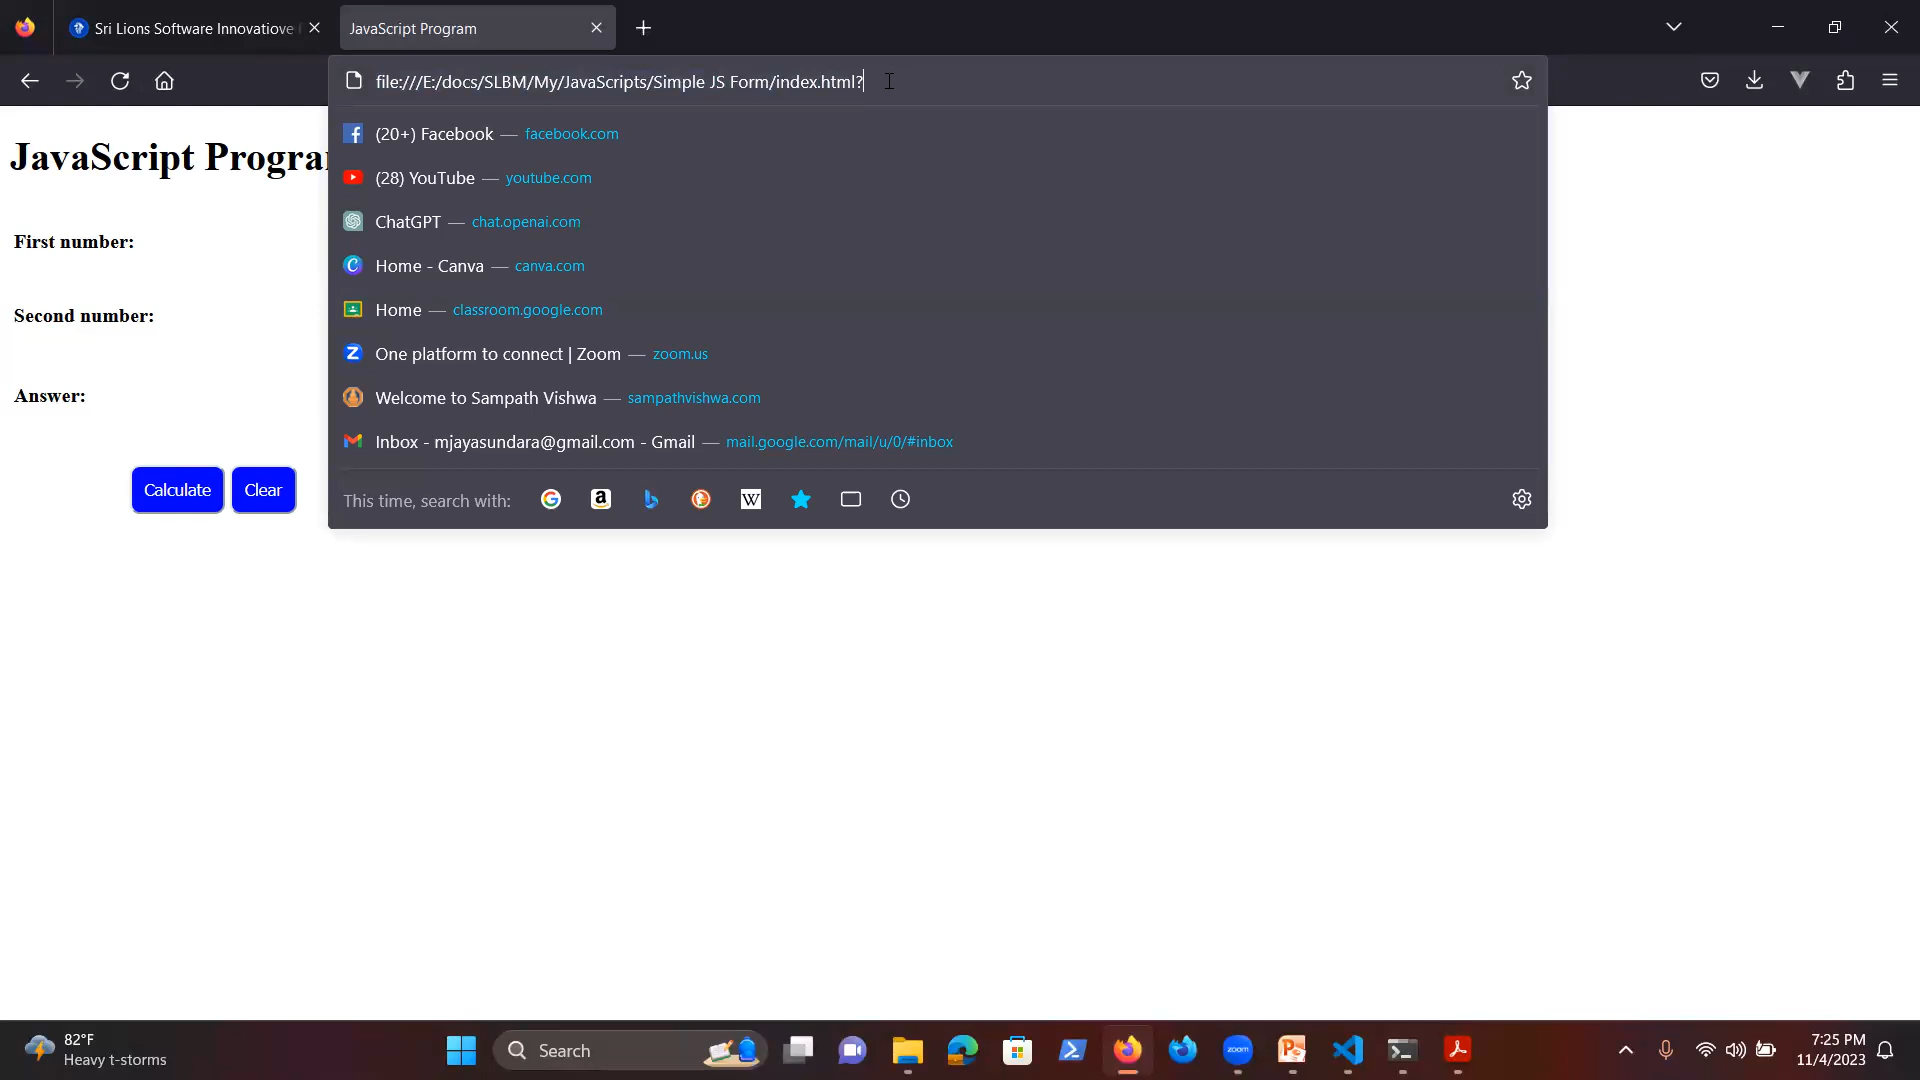 Sri Lions Software Innovatiove
JavaScript Program
file:///E:/docs/SLBM/My/JavaScripts/Simple JS Form/index.html?
(20+) Facebook — facebook.com
(28) YouTube — youtube.com
ChatGPT — chat.openai.com
Home - Canva — canva.com
Home — classroom.google.com
One platform to connect | Zoom — zoom.us
Welcome to Sampath Vishwa — sampathvishwa.com
Inbox - mjayasundara@gmail.com - Gmail — mail.google.com/mail/u/0/#inbox
This time, search with:
JavaScript Program
First number:
Second number:
Answer:
Calculate Clear
82°F
Heavy t-storms
Search
zoom
7:25 PM
11/4/2023